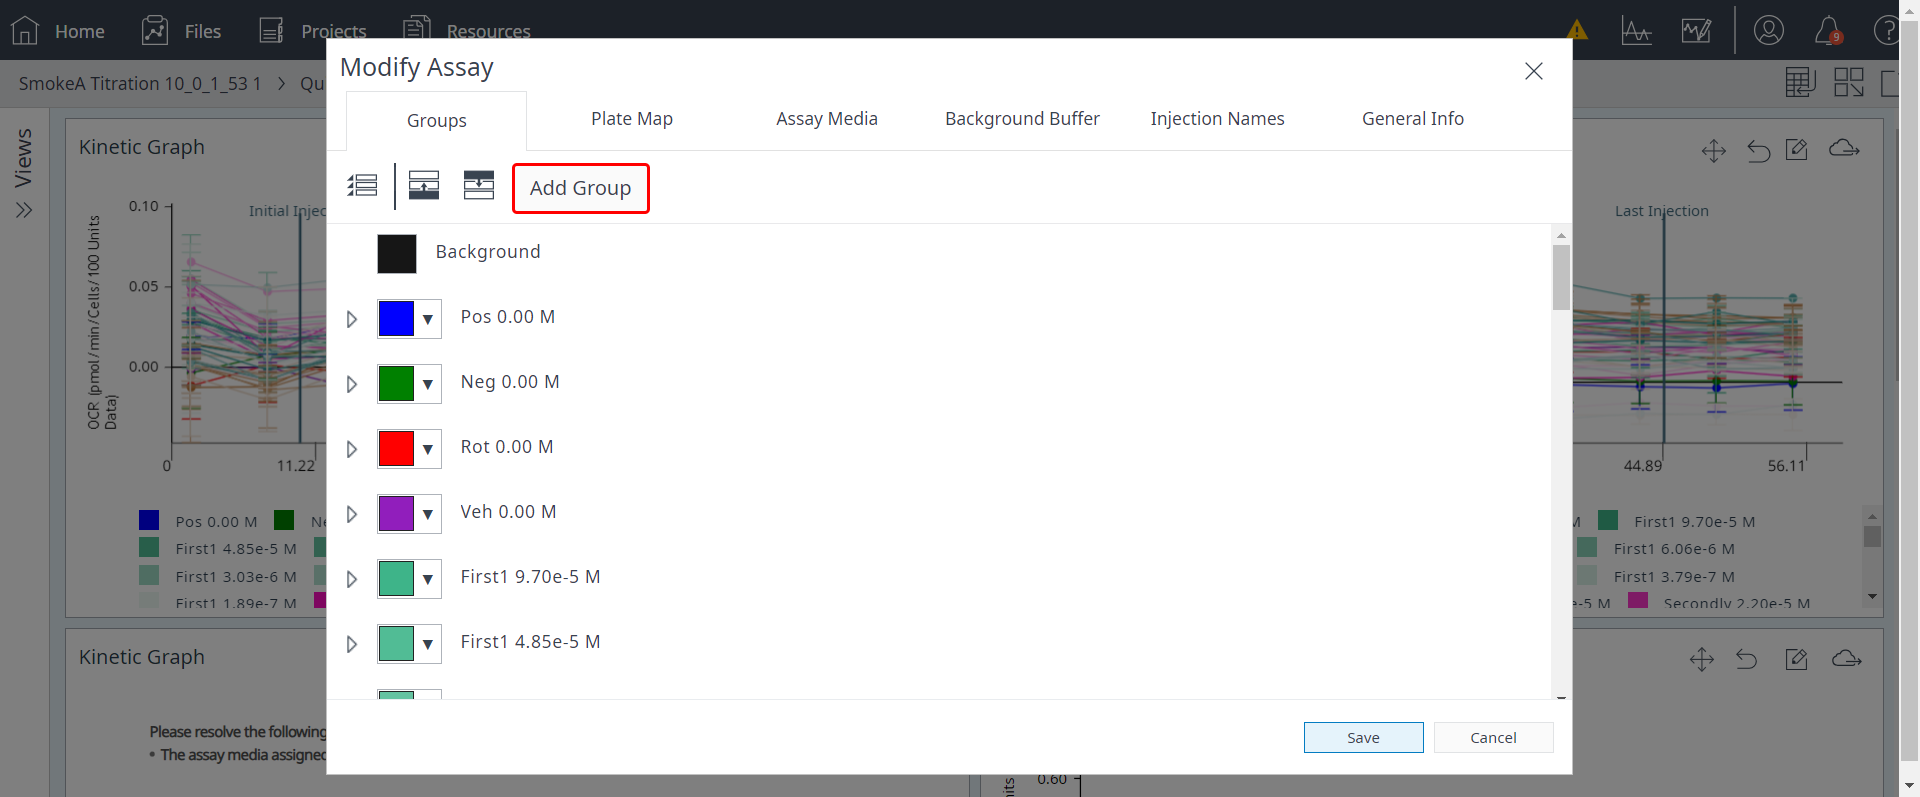 Home Files Projects Resources
9
SmokeA Titration 10_0_1_53 1 > Qu
Modify Assay
Groups Plate Map Assay Media Background Buffer Injection Names General Info
Add Group
Background
Pos 0.00 M
Neg 0.00 M
Rot 0.00 M
Veh 0.00 M
First1 9.70e-5 M
First1 4.85e-5 M
Save Cancel
Views
Kinetic Graph
OCR (pmol/min/Cells/100 Units
Data)
0.10
0.05
0.00
Initial Injec
0 11.22
Pos 0.00 M Ne
First1 4.85e-5 M
First1 3.03e-6 M
First1 1.89e-7 M
Last Injection
44.89 56.11
M First1 9.70e-5 M
First1 6.06e-6 M
First1 3.79e-7 M
e-5 M Secondly 2.20e-5 M
Kinetic Graph
Please resolve the following
• The assay media assigned
0.60
nits